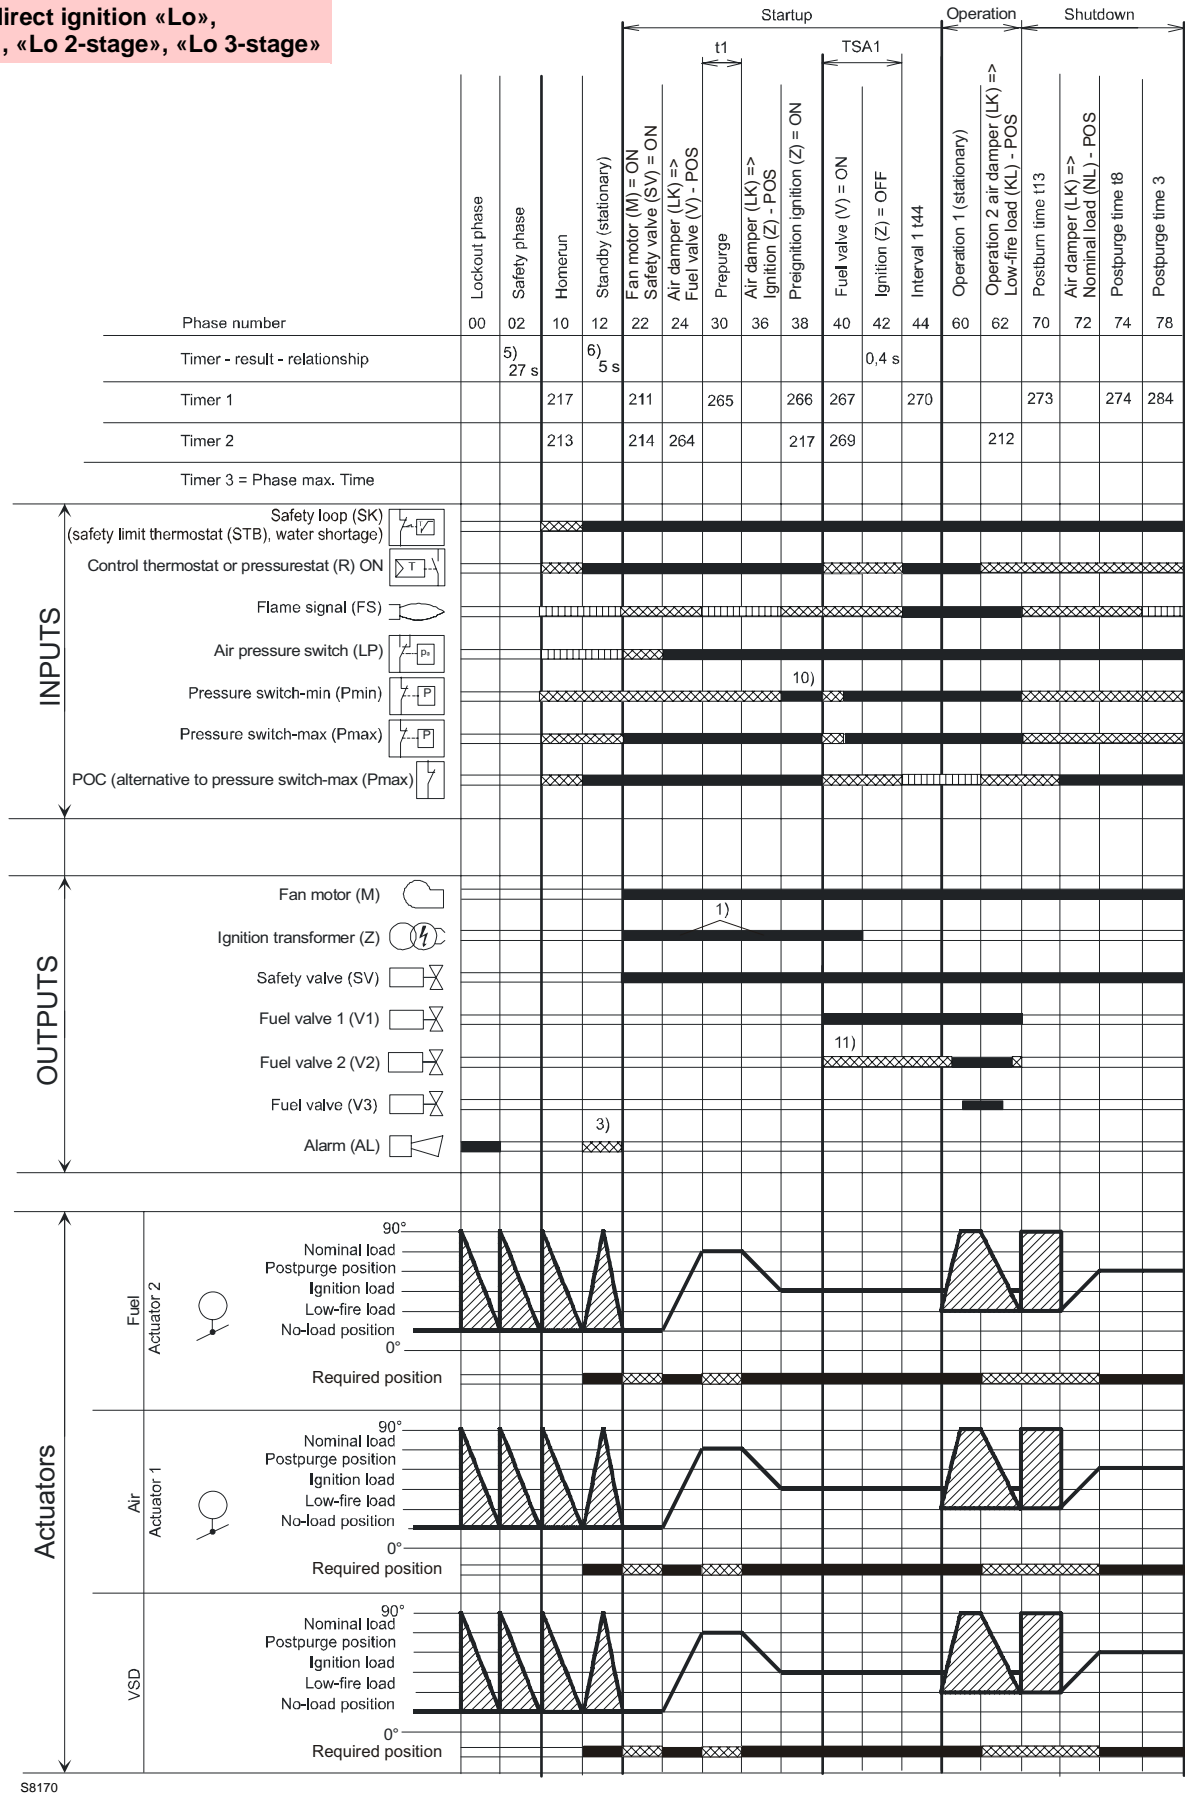 direct ignition «Lo»,
, «Lo 2-stage», «Lo 3-stage»
Startup
Operation
Shutdown
t1
TSA1
Lockout phase
Safety phase
Homerun
Standby (stationary)
Fan motor (M) = ON
Safety valve (SV) = ON
Air damper (LK) =>
Fuel valve (V) - POS
Prepurge
Air damper (LK) =>
Ignition (Z) - POS
Preignition ignition (Z) = ON
Fuel valve (V) = ON
Ignition (Z) = OFF
Interval 1 t44
Operation 1 (stationary)
Operation 2 air damper (LK) =>
Low-fire load (KL) - POS
Postburn time t13
Air damper (LK) =>
Nominal load (NL) - POS
Postpurge time t8
Postpurge time 3
Phase number 00 02 10 12 22 24 30 36 38 40 42 44 60 62 70 72 74 78
Timer - result - relationship 5) 27 s 6) 5 s 0,4 s
Timer 1 217 211 265 266 267 270 273 274 284
Timer 2 213 214 264 217 269 212
Timer 3 = Phase max. Time
INPUTS
Safety loop (SK)
(safety limit thermostat (STB), water shortage)
Control thermostat or pressurestat (R) ON
T
Flame signal (FS)
Air pressure switch (LP)
Pressure switch-min (Pmin)
P
10)
Pressure switch-max (Pmax)
P
POC (alternative to pressure switch-max (Pmax)
OUTPUTS
Fan motor (M)
1)
Ignition transformer (Z)
Safety valve (SV)
Fuel valve 1 (V1)
11)
Fuel valve 2 (V2)
Fuel valve (V3)
3)
Alarm (AL)
Actuators
Fuel
Actuator 2
90°
Nominal load
Postpurge position
Ignition load
Low-fire load
No-load position
0°
Required position
Air
Actuator 1
90°
Nominal load
Postpurge position
Ignition load
Low-fire load
No-load position
0°
Required position
VSD
90°
Nominal load
Postpurge position
Ignition load
Low-fire load
No-load position
0°
Required position
S8170